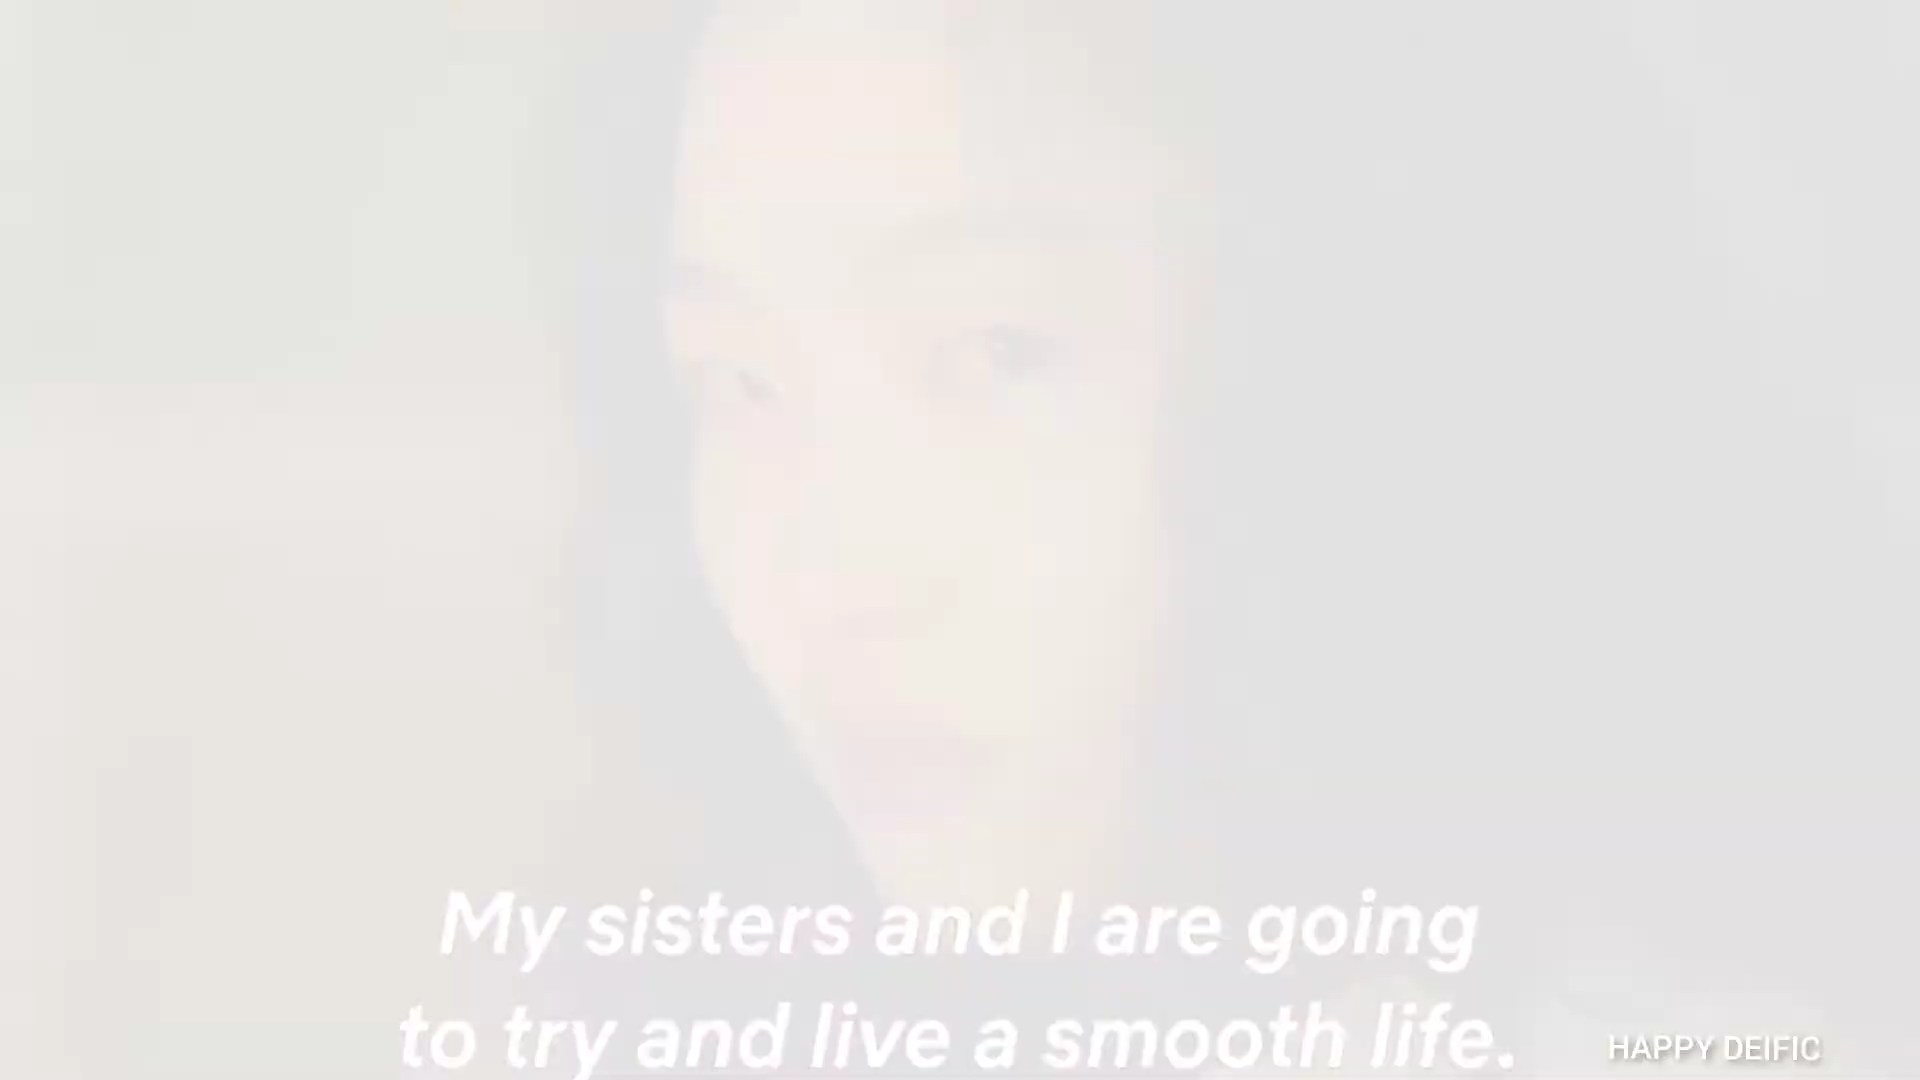 My sisters and I are going
to try and live a smooth life.
HAPPY DEIFIC